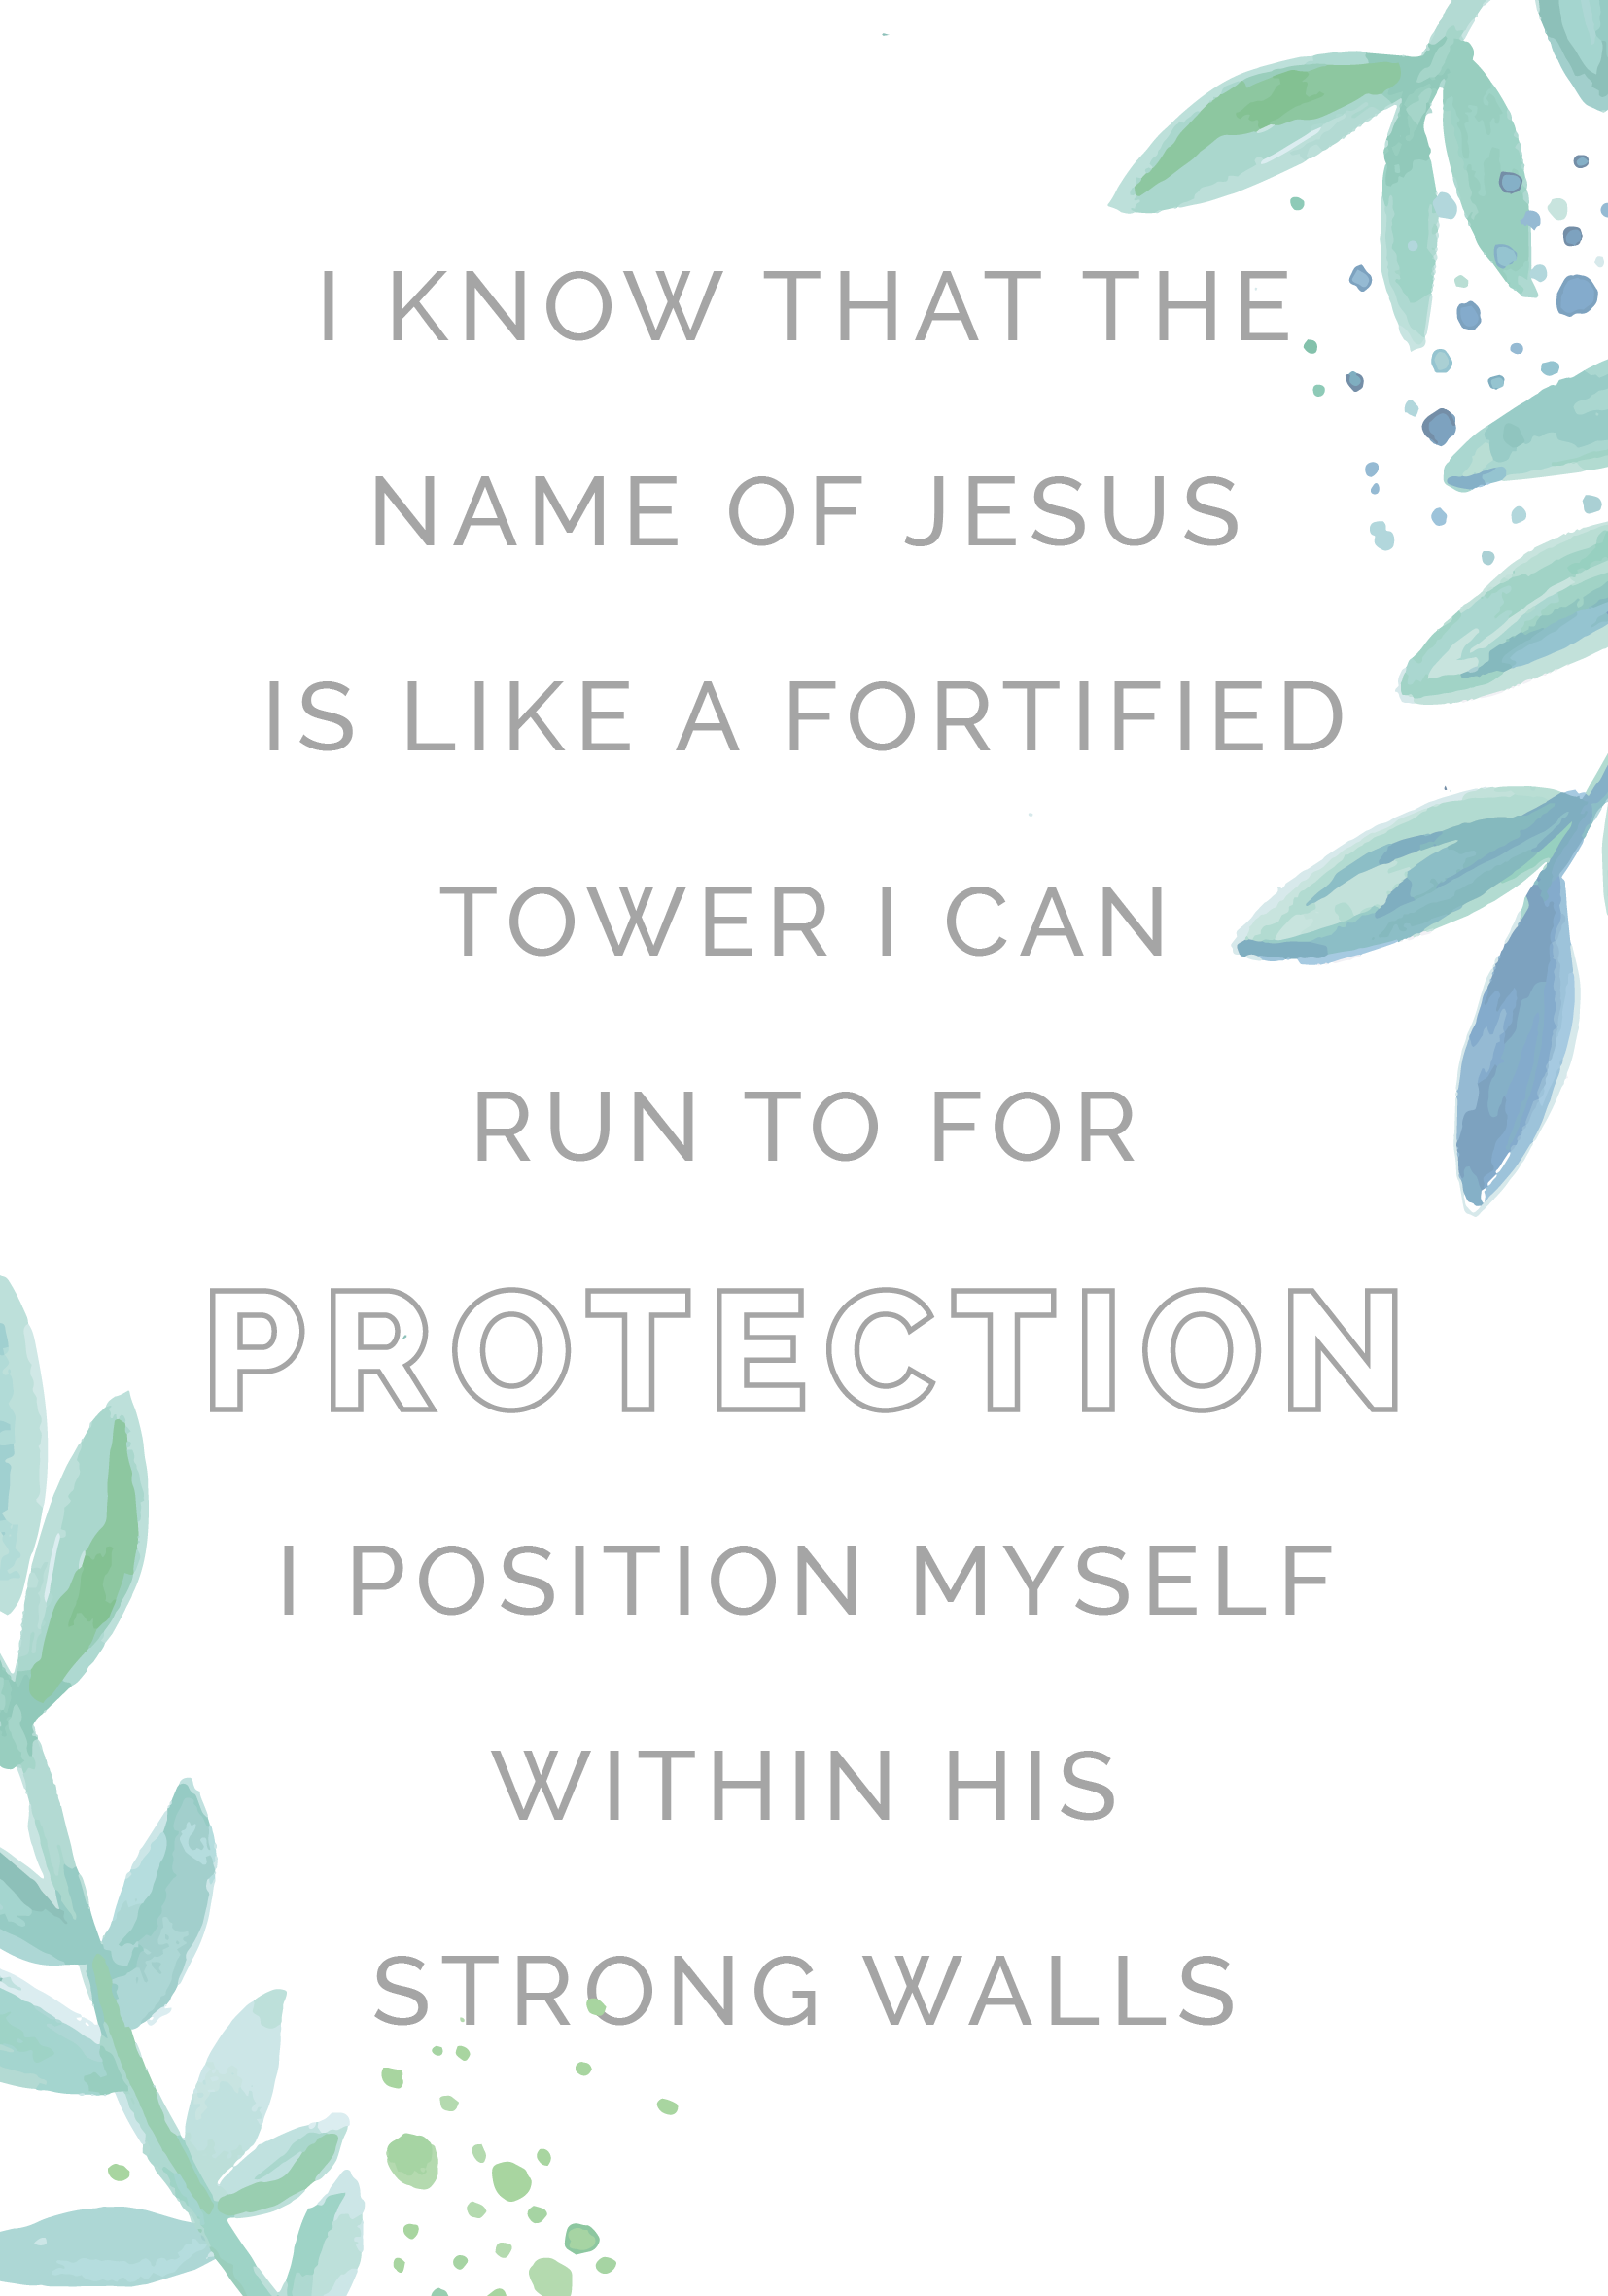 I KNOW THAT THE
NAME OF JESUS
IS LIKE A FORTIFIED
TOWER I CAN
RUN TO FOR
PROTECTION
I POSITION MYSELF
WITHIN HIS
STRONG WALLS